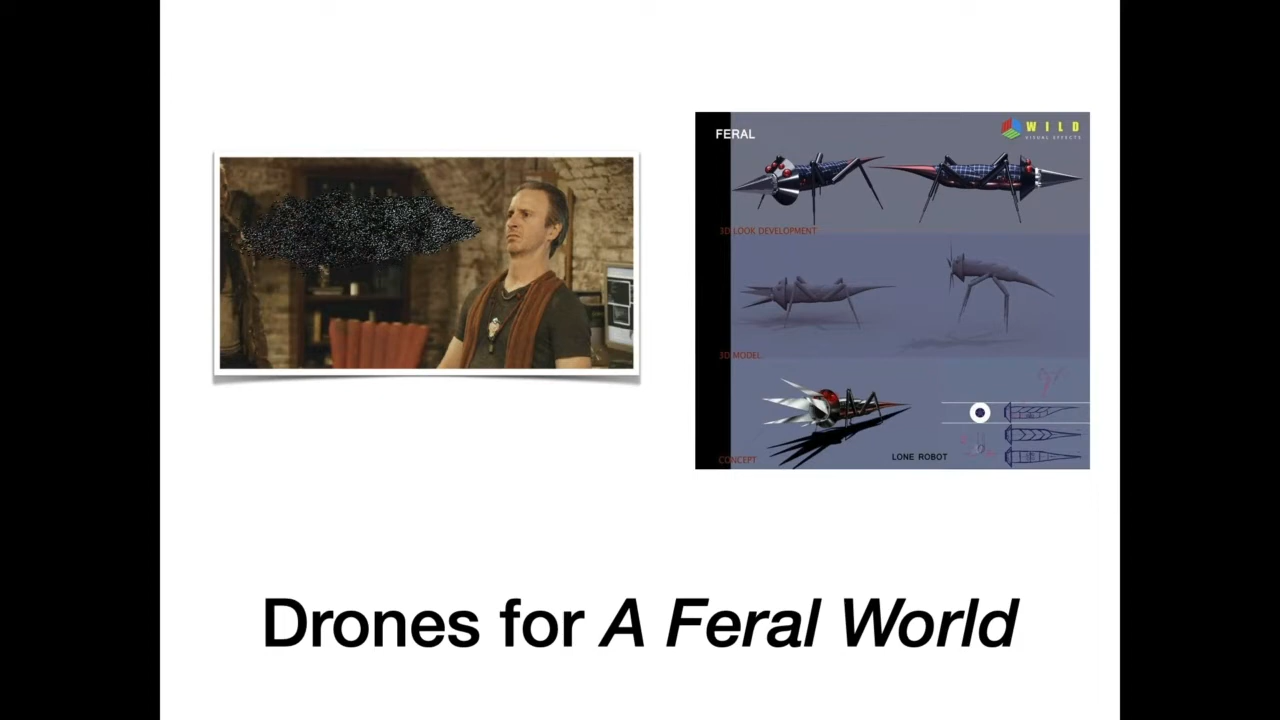 FERAL
WILD
VISUAL EFFECTS
3D LOOK DEVELOPMENT
3D MODEL
CONCEPT
LONE ROBOT
Drones for A Feral World